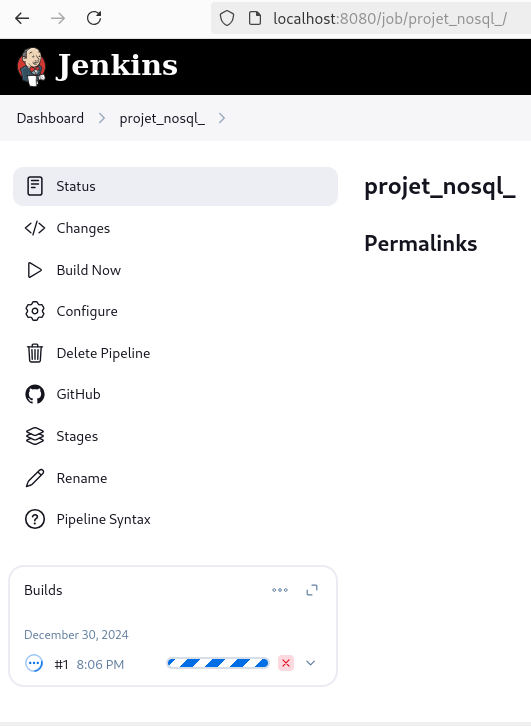 localhost:8080/job/projet_nosql_/
Jenkins
Dashboard > projet_nosql_ >
Status
Changes
Build Now
Configure
Delete Pipeline
GitHub
Stages
Rename
Pipeline Syntax
projet_nosql_
Permalinks
Builds
December 30, 2024
#1 8:06 PM